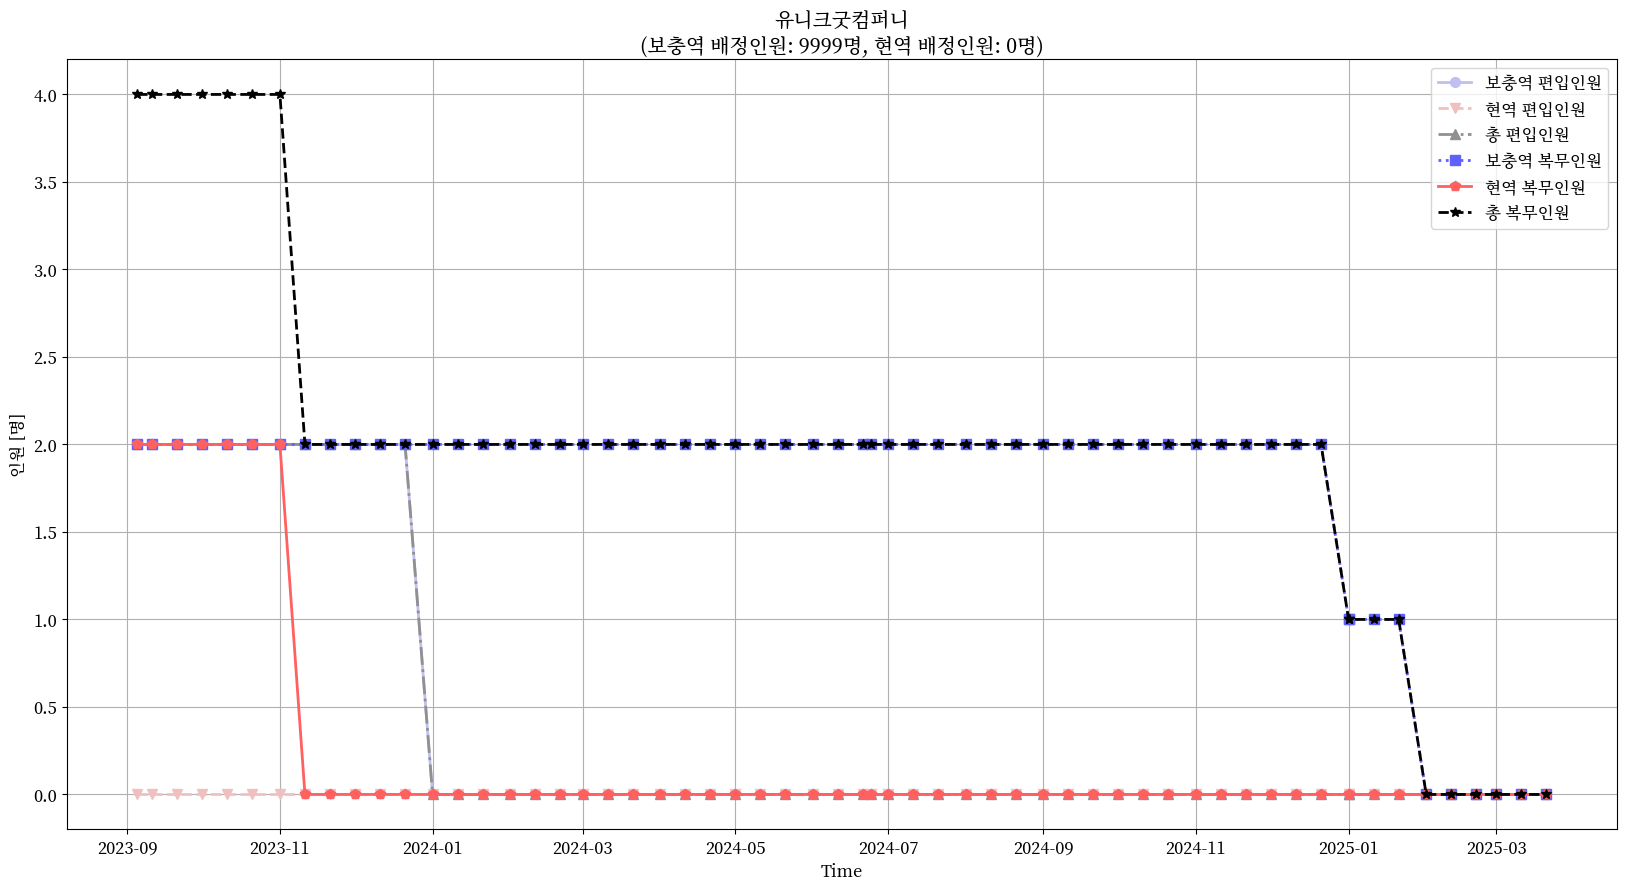 유니크굿컴퍼니
(보충역 배정인원: 9999명, 현역 배정인원: 0명)
보충역 편입인원
현역 편입인원
총 편입인원
보충역 복무인원
현역 복무인원
총 복무인원
인원 [명]
4.0
3.5
3.0
2.5
2.0
1.5
1.0
0.5
0.0
2023-09 2023-11 2024-01 2024-03 2024-05 2024-07 2024-09 2024-11 2025-01 2025-03
Time